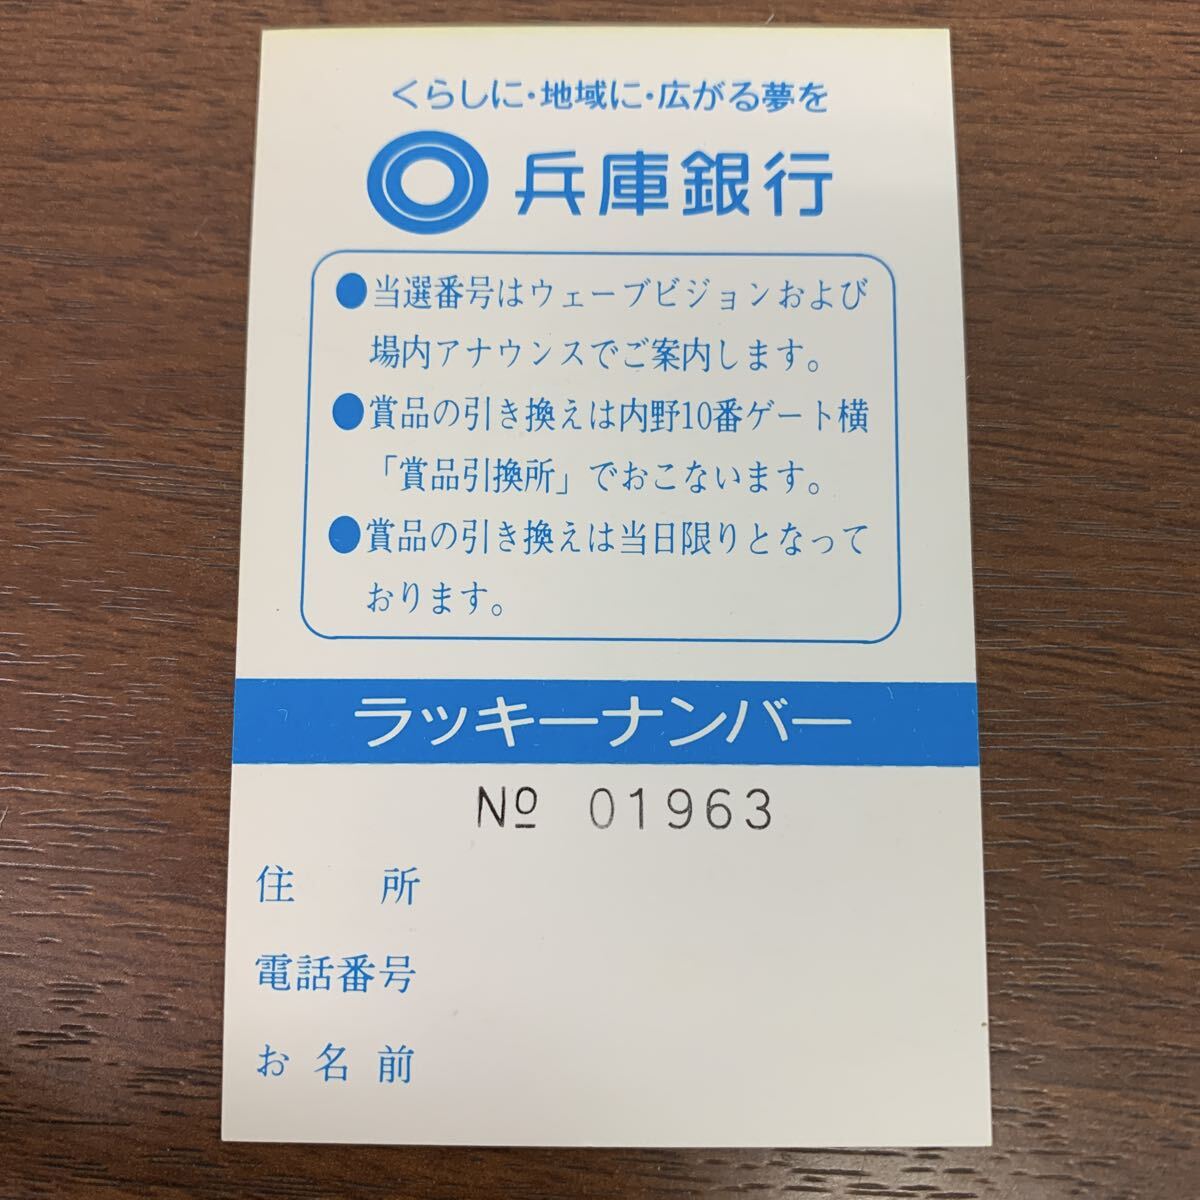 くらしに・地域に・広がる夢を
兵庫銀行
●当選番号はウェーブビジョンおよび
場内アナウンスでご案内します。
●賞品の引き換えは内野10番ゲート横
「賞品引換所」でおこないます。
●賞品の引き換えは当日限りとなって
おります。
ラッキーナンバー
№ 01963
住 所
電話番号
お名前